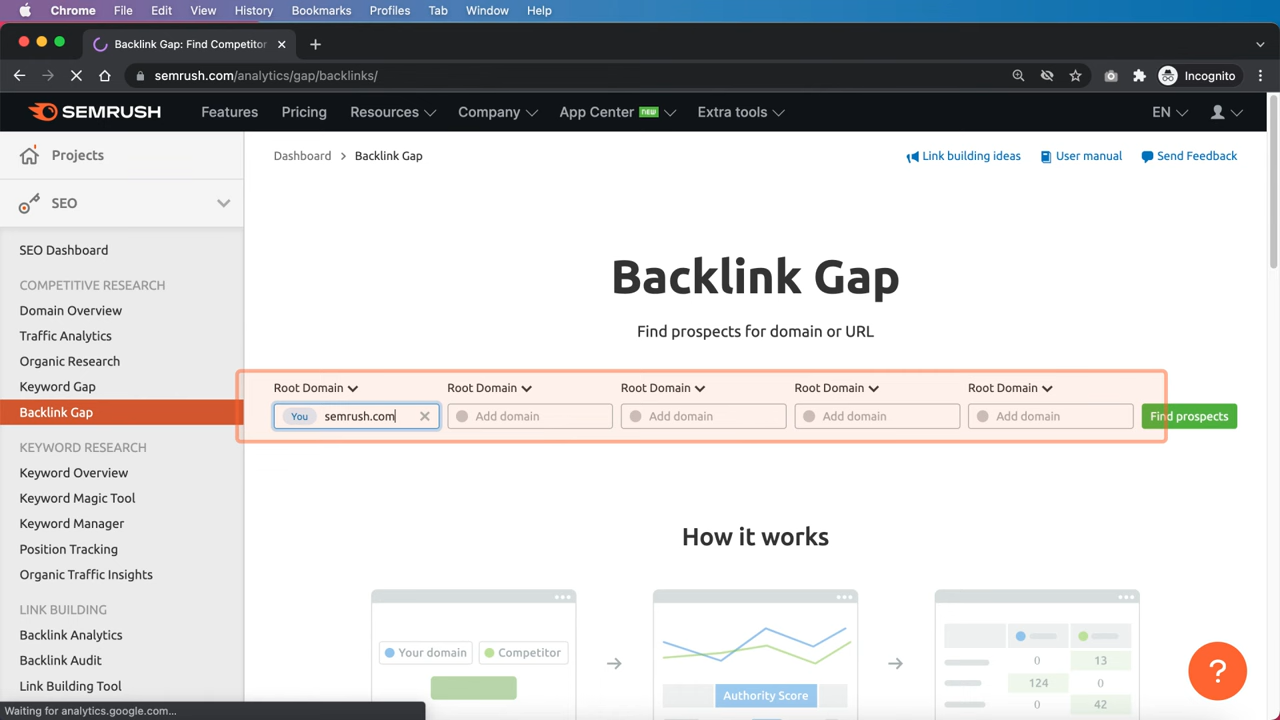 Chrome File Edit View History Bookmarks Profiles Tab Window Help
Backlink Gap: Find Competitor
semrush.com/analytics/gap/backlinks/ Incognito
SEMRUSH Features Pricing Resources Company App Center NEW Extra tools EN
Projects
SEO
SEO Dashboard
COMPETITIVE RESEARCH
Domain Overview
Traffic Analytics
Organic Research
Keyword Gap
Backlink Gap
KEYWORD RESEARCH
Keyword Overview
Keyword Magic Tool
Keyword Manager
Position Tracking
Organic Traffic Insights
LINK BUILDING
Backlink Analytics
Backlink Audit
Link Building Tool
Dashboard > Backlink Gap Link building ideas User manual Send Feedback
Backlink Gap
Find prospects for domain or URL
Root Domain Root Domain Root Domain Root Domain Root Domain
You semrush.com Add domain Add domain Add domain Add domain Find prospects
How it works
Your domain Competitor
Authority Score
0 13
124 0
0 42
?
Waiting for analytics.google.com...